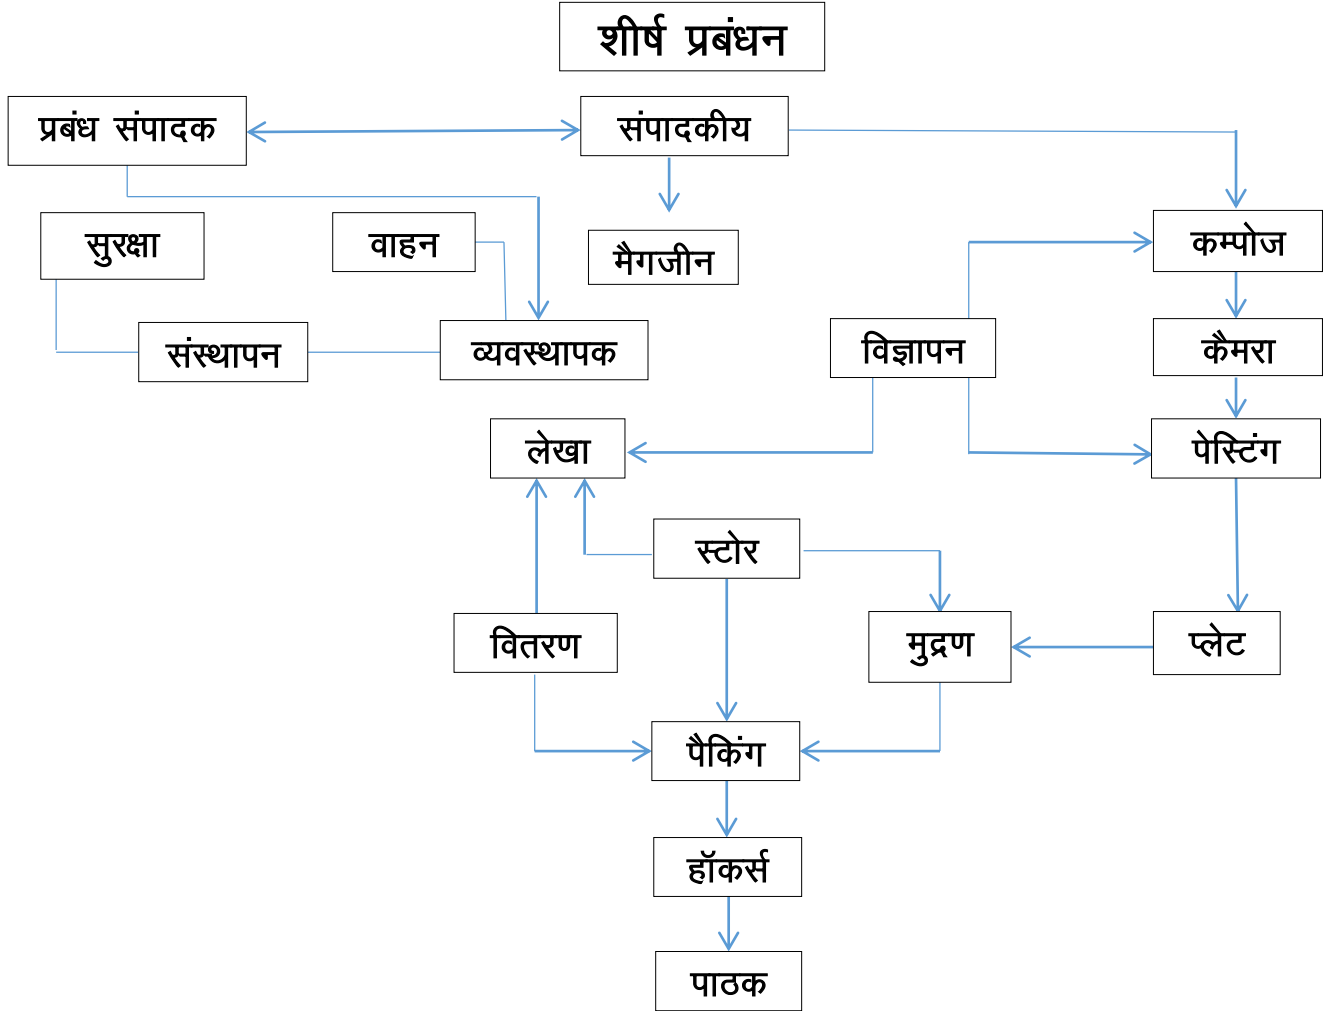 शीर्ष प्रबंधन
प्रबंध संपादक
संपादकीय
सुरक्षा
वाहन
मैगजीन
कम्पोज
संस्थापन
व्यवस्थापक
विज्ञापन
कैमरा
लेखा
पेस्टिंग
स्टोर
वितरण
मुद्रण
प्लेट
पैकिंग
हॉकर्स
पाठक